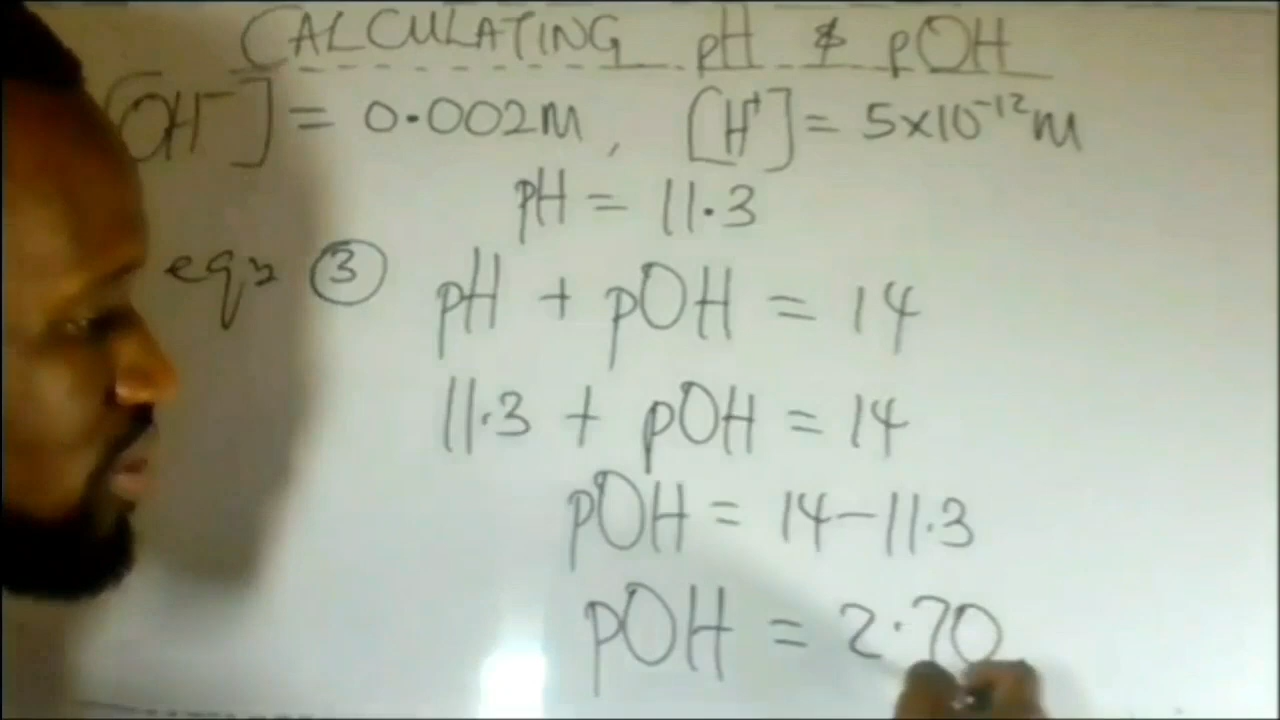 CALCULATING pH & pOH
[OH⁻] = 0.002M, [H⁺] = 5x10⁻¹²M
pH = 11.3
eqn ③ pH + pOH = 14
11.3 + pOH = 14
pOH = 14-11.3
pOH = 2.70